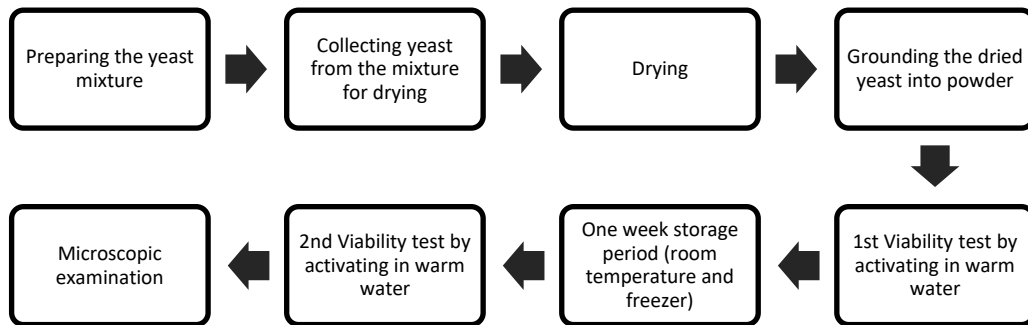 Preparing the yeast
mixture
Collecting yeast
from the mixture
for drying
Drying
Grounding the dried
yeast into powder
1st Viability test by
activating in warm
water
One week storage
period (room
temperature and
freezer)
2nd Viability test by
activating in warm
water
Microscopic
examination